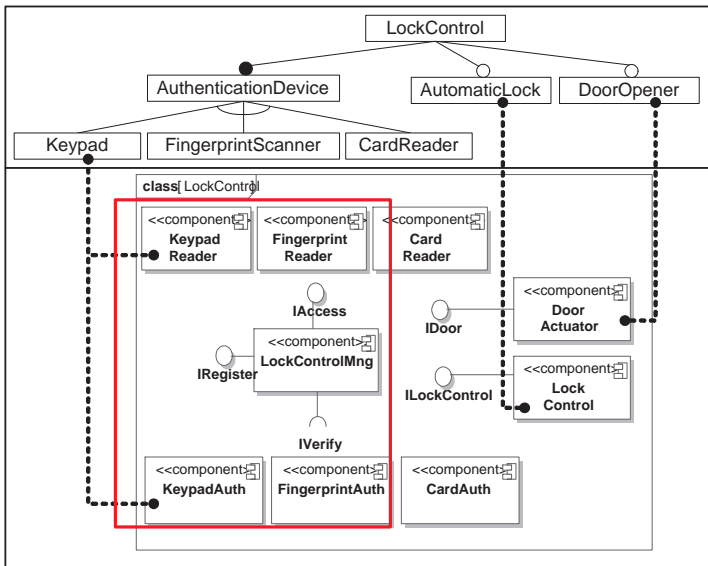 LockControl
AuthenticationDevice
AutomaticLock
DoorOpener
Keypad
FingerprintScanner
CardReader
class[ LockControl
<<component>>
Keypad
Reader
<<component>>
Fingerprint
Reader
<<component>>
Card
Reader
IAccess
<<component>>
LockControlMng
IRegister
IVerify
<<component>>
Door
Actuator
IDoor
<<component>>
Lock
Control
ILockControl
<<component>>
KeypadAuth
<<component>>
FingerprintAuth
<<component>>
CardAuth